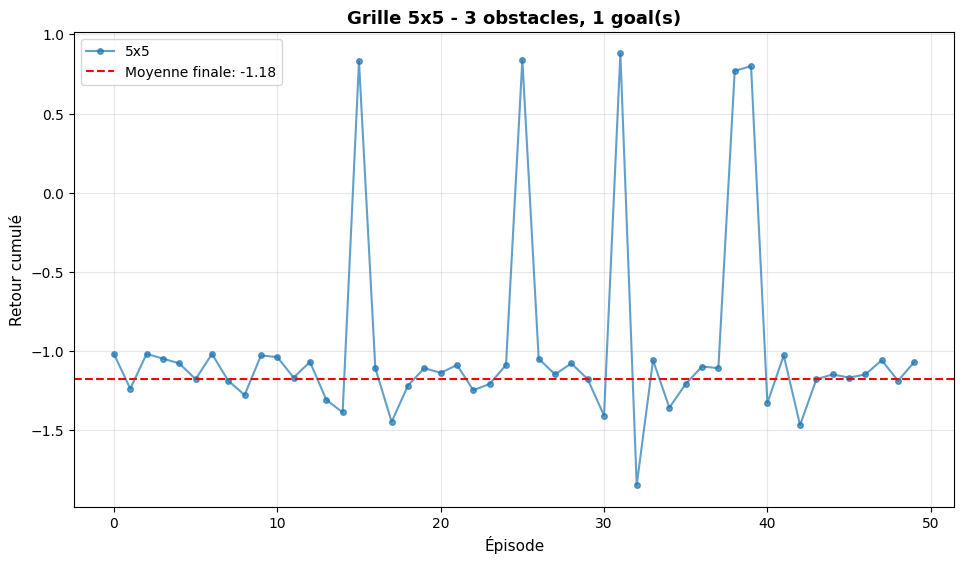 Grille 5x5 - 3 obstacles, 1 goal(s)
5x5
Moyenne finale: -1.18
Retour cumulé
1.0
0.5
0.0
−0.5
−1.0
−1.5
0
10
20
30
40
50
Épisode